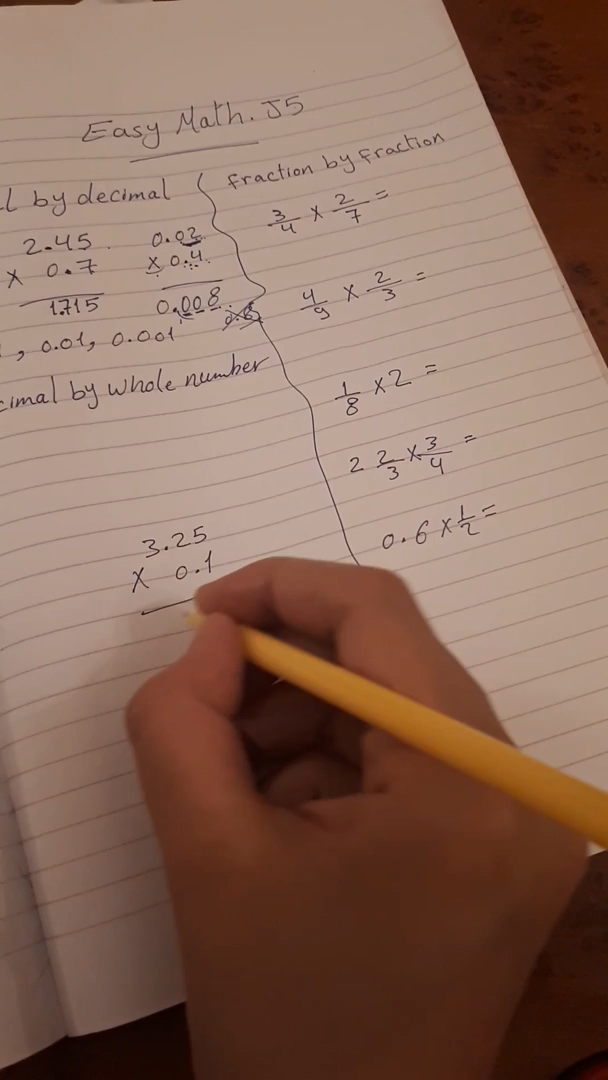 Easy Math. J5
l by decimal
2.45
x 0.7
1.715
0.02
x 0.4
0.008
, 0.01, 0.001
cimal by whole number
3.25
x 0.1
fraction by fraction
3/4 x 2/7 =
4/9 x 2/3 =
1/8 x 2 =
2 2/3 x 3/4 =
0.6 x 1/2 =